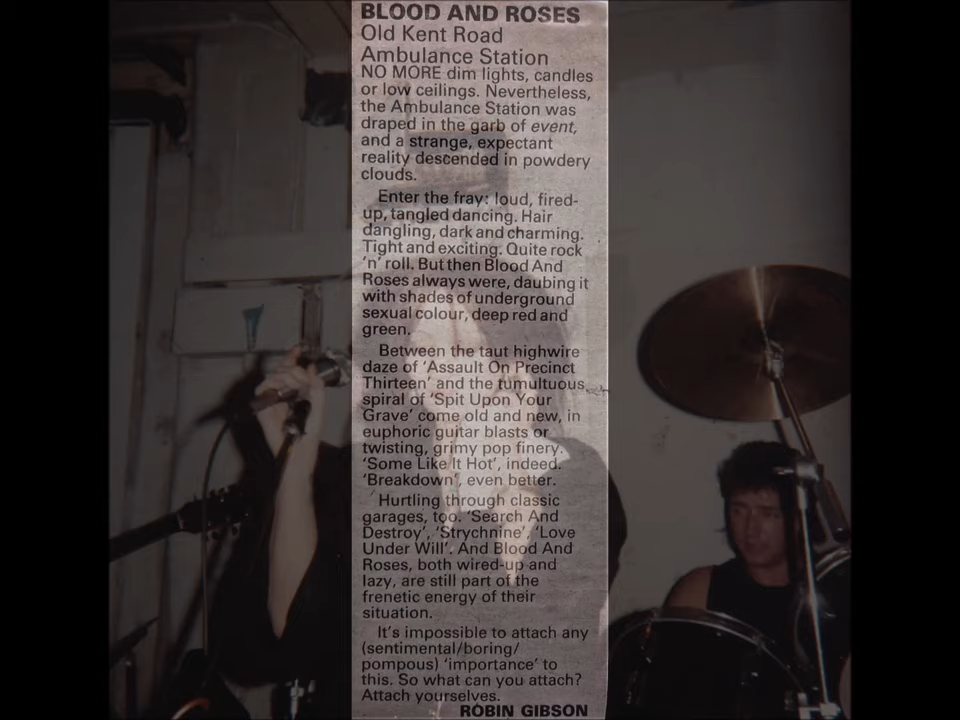 BLOOD AND ROSES
Old Kent Road
Ambulance Station
NO MORE dim lights, candles
or low ceilings. Nevertheless,
the Ambulance Station was
draped in the garb of event,
and a strange, expectant
reality descended in powdery
clouds.
Enter the fray: loud, fired-
up, tangled dancing. Hair
dangling, dark and charming.
Tight and exciting. Quite rock
'n' roll. But then Blood And
Roses always were, daubing it
with shades of underground
sexual colour, deep red and
green.
Between the taut highwire
daze of 'Assault On Precinct
Thirteen' and the tumultuous
spiral of 'Spit Upon Your
Grave' come old and new, in
euphoric guitar blasts or
twisting, grimy pop finery.
'Some Like It Hot', indeed.
'Breakdown', even better.
Hurtling through classic
garages, too. 'Search And
Destroy', 'Strychnine', 'Love
Under Will'. And Blood And
Roses, both wired-up and
lazy, are still part of the
frenetic energy of their
situation.
It's impossible to attach any
(sentimental/boring/
pompous) 'importance' to
this. So what can you attach?
Attach yourselves.
ROBIN GIBSON